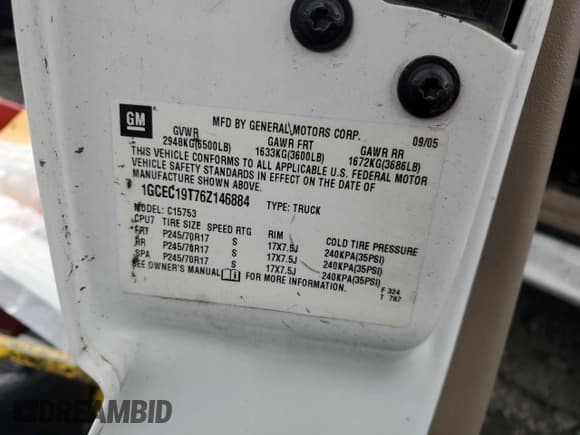 GM
MFD BY GENERAL MOTORS CORP. 09/05
GVWR GAWR FRT GAWR RR
2948KG(6500LB) 1633KG(3600LB) 1672KG(3686LB)
THIS VEHICLE CONFORMS TO ALL APPLICABLE U.S. FEDERAL MOTOR
VEHICLE SAFETY STANDARDS IN EFFECT ON THE DATE OF
MANUFACTURE SHOWN ABOVE.
1GCEC19T76Z146884 TYPE: TRUCK
MODEL: C15753
CPU7 TIRE SIZE SPEED RTG RIM COLD TIRE PRESSURE
FRT P245/70R17 S 17X7.5J 240KPA(35PSI)
RR P245/70R17 S 17X7.5J 240KPA(35PSI)
SPA P245/70R17 S 17X7.5J 240KPA(35PSI)
SEE OWNER'S MANUAL FOR MORE INFORMATION.
F 324
T 787
DREAMBID